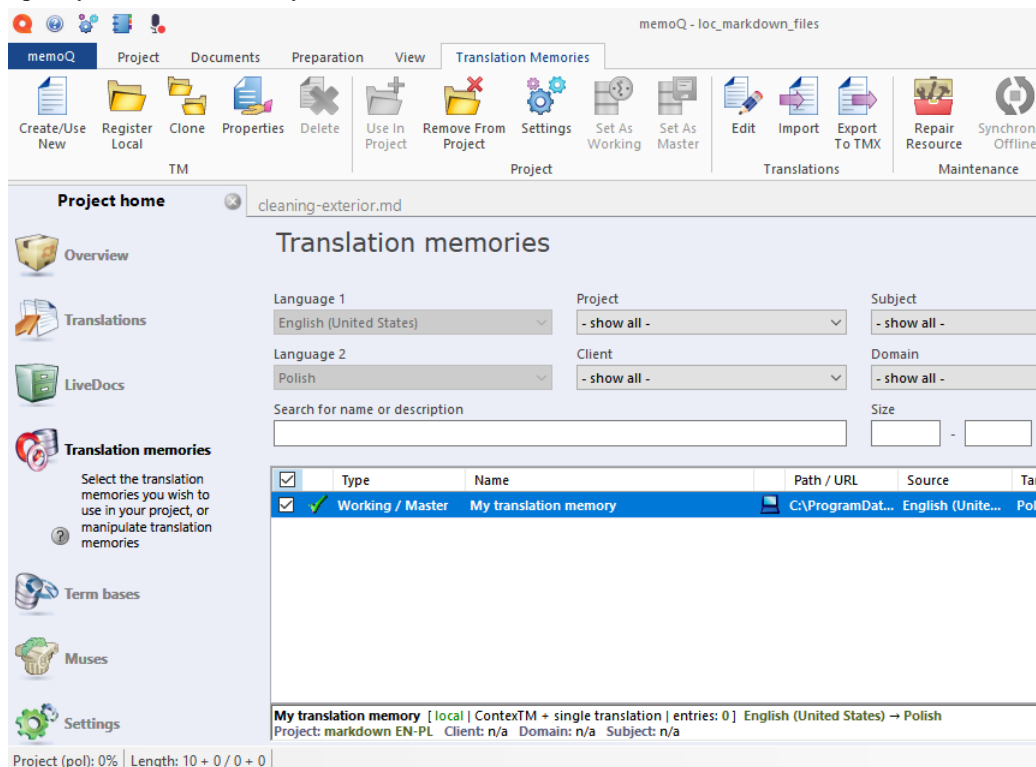 memoQ - loc_markdown_files
memoQ Project Documents Preparation View Translation Memories
Create/Use New
Register Local
Clone
Properties
Delete
Use In Project
Remove From Project
Settings
Set As Working
Set As Master
Edit
Import
Export To TMX
Repair Resource
Synchron
Offline
TM
Project
Translations
Maintenance
Project home
cleaning-exterior.md
Overview
Translations
LiveDocs
Translation memories
Select the translation
memories you wish to
use in your project, or
manipulate translation
memories
Term bases
Muses
Settings
Translation memories
Language 1 Project Subject
English (United States) - show all - - show all -
Language 2 Client Domain
Polish - show all - - show all -
Search for name or description Size
-
Type Name Path / URL Source Ta
Working / Master My translation memory C:\ProgramDat... English (Unite... Pol
My translation memory [ local | ContexTM + single translation | entries: 0 ] English (United States) → Polish
Project: markdown EN-PL Client: n/a Domain: n/a Subject: n/a
Project (pol): 0% Length: 10 + 0 / 0 + 0